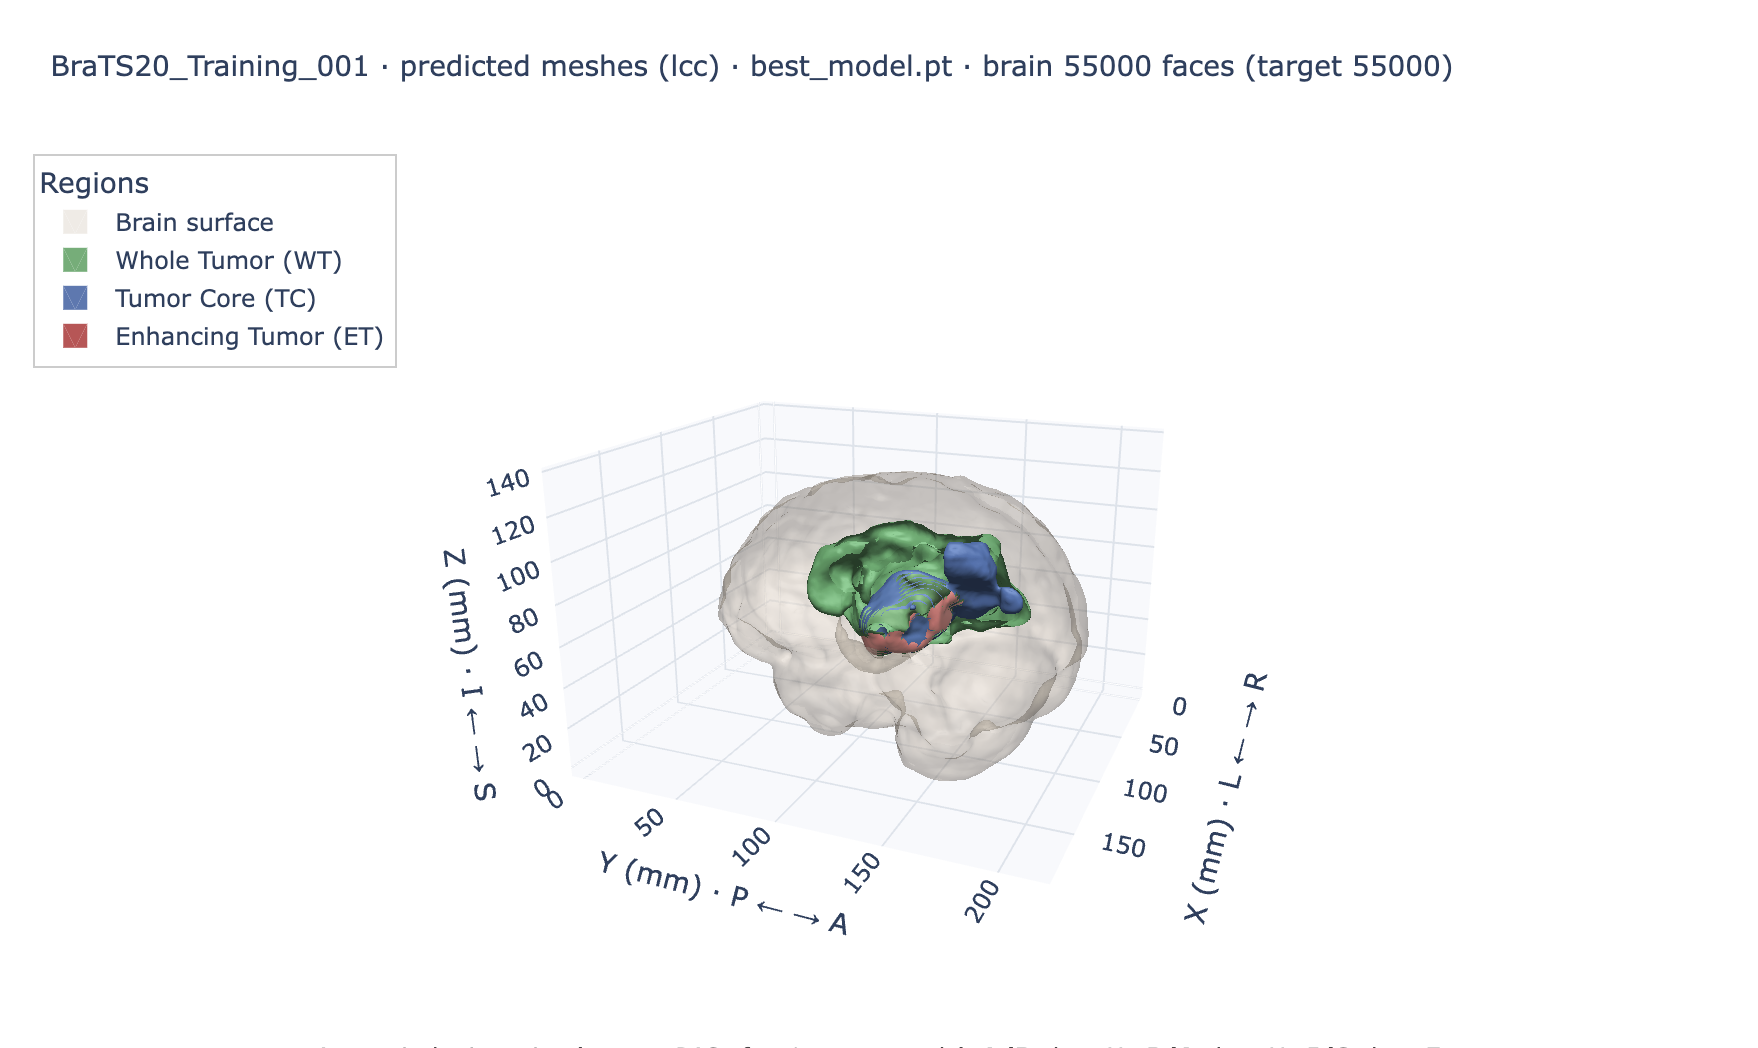 BraTS20_Training_001 · predicted meshes (lcc) · best_model.pt · brain 55000 faces (target 55000)
Regions
Brain surface
Whole Tumor (WT)
Tumor Core (TC)
Enhancing Tumor (ET)
140
120
100
80
60
40
20
0
Z (mm) · I ← → S
0
50
100
150
200
Y (mm) · P ← → A
0
50
100
150
X (mm) · L ← → R